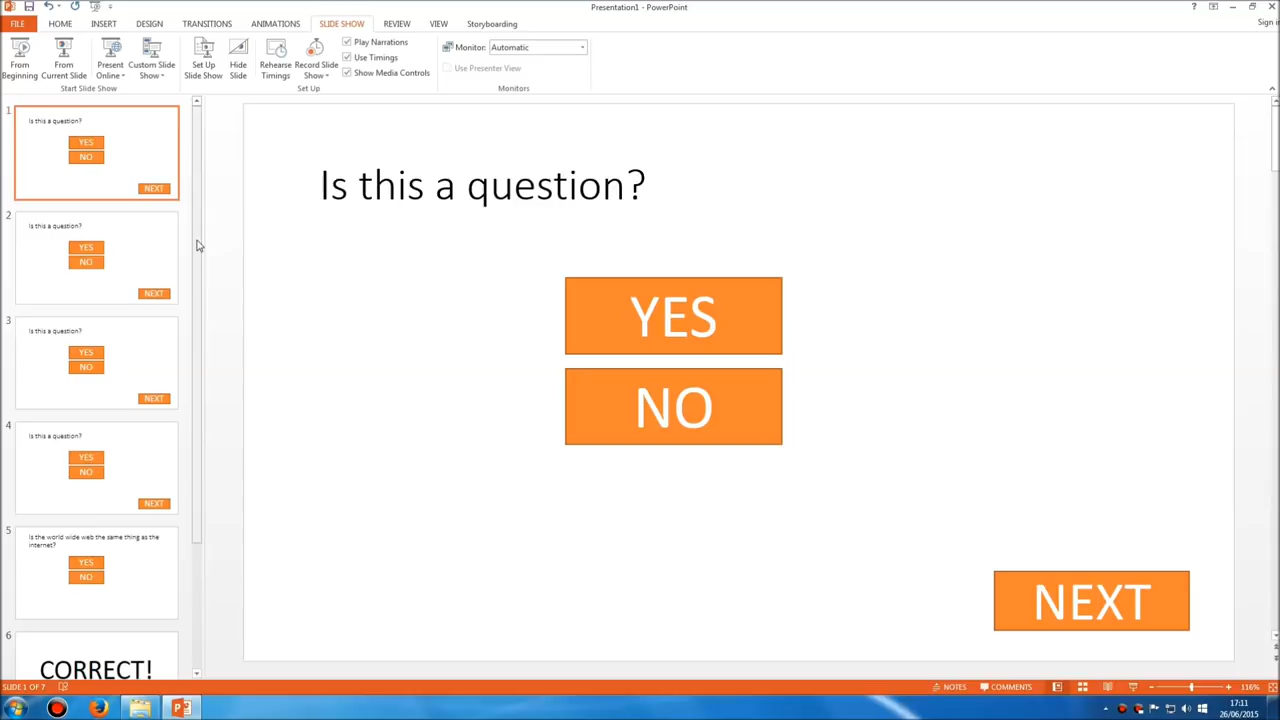 Presentation1 - PowerPoint
?
Sign in
FILE HOME INSERT DESIGN TRANSITIONS ANIMATIONS SLIDE SHOW REVIEW VIEW Storyboarding
From Beginning
From Current Slide
Present Online
Custom Slide Show
Start Slide Show
Set Up Slide Show
Hide Slide
Rehearse Timings
Record Slide Show
Play Narrations
Use Timings
Show Media Controls
Set Up
Monitor: Automatic
Use Presenter View
Monitors
1
Is this a question?
YES
NO
NEXT
2
Is this a question?
YES
NO
NEXT
3
Is this a question?
YES
NO
NEXT
4
Is this a question?
YES
NO
NEXT
5
Is the world wide web the same thing as the
internet?
YES
NO
6
CORRECT!
Is this a question?
YES
NO
NEXT
SLIDE 1 OF 7
NOTES
COMMENTS
116%
17:11
26/06/2015